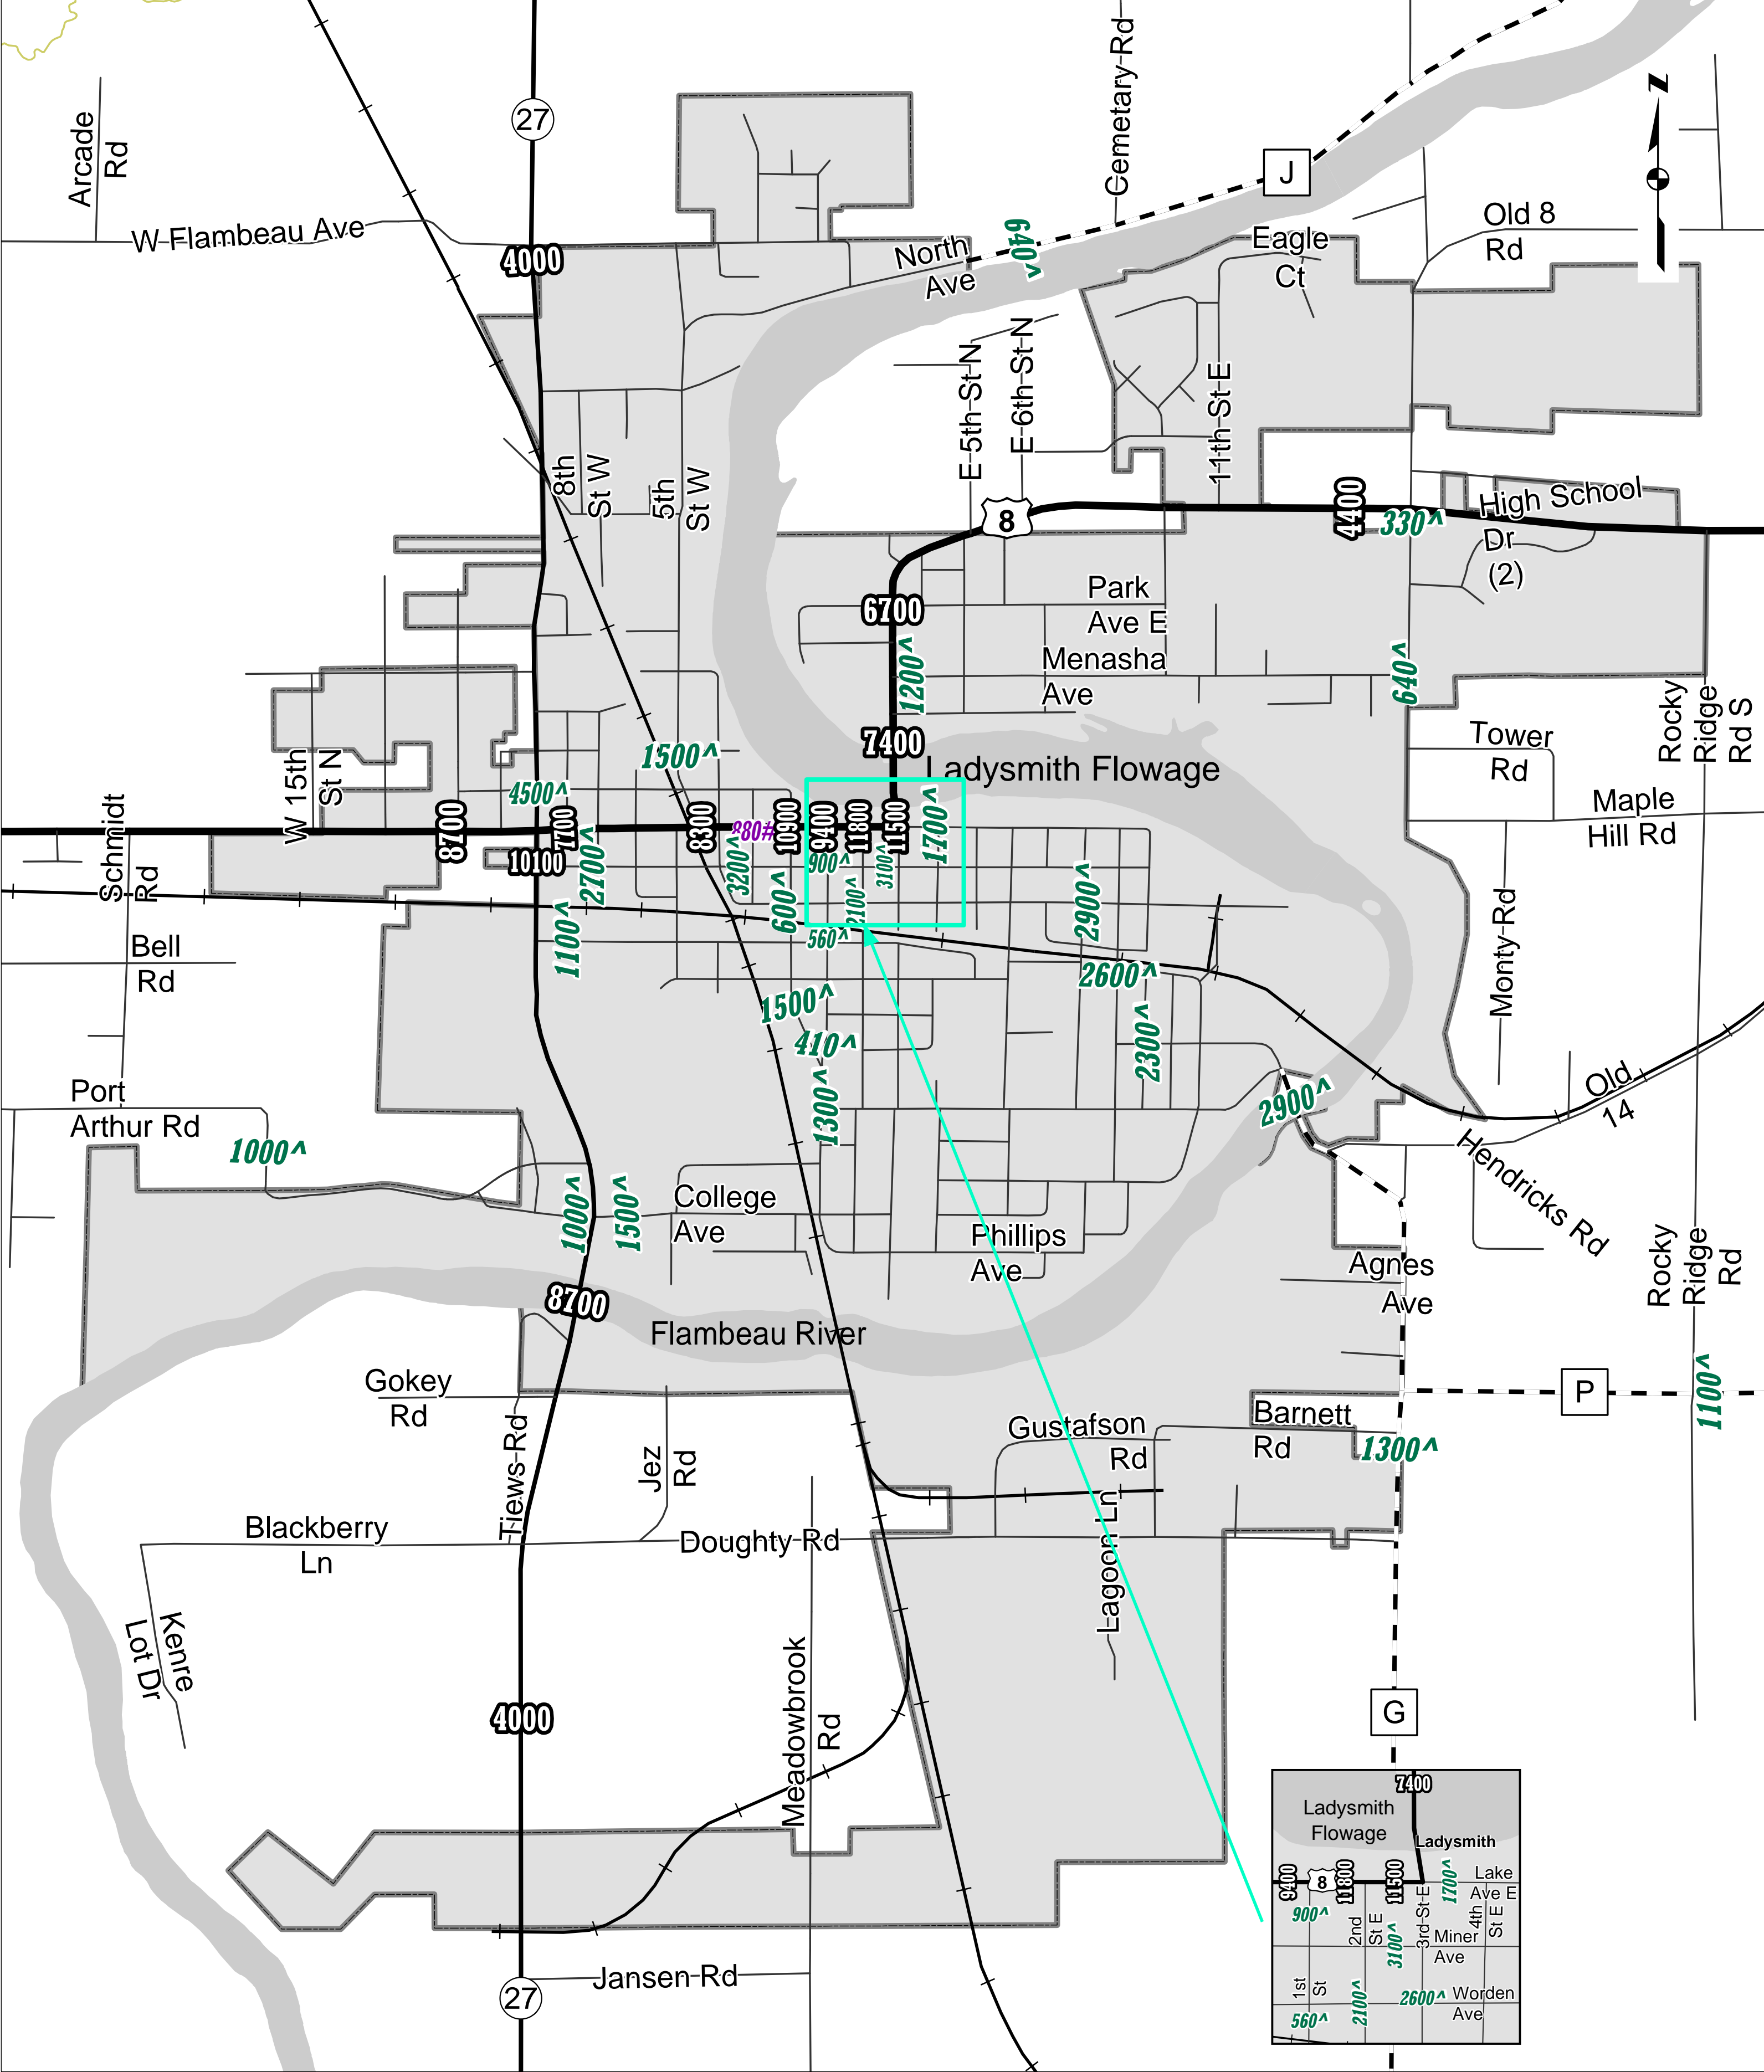 Cemetary Rd
27
Arcade
Rd
J
N
W Flambeau Ave
4000
North
Ave
640^
Eagle
Ct
Old 8
Rd
E 5th St N
E 6th St N
11th St E
8th
St W
5th
St W
8
4400
330^
High School
Dr
(2)
Park
Ave E
6700
1200^
Menasha
Ave
640^
Rocky
Ridge
Rd S
Tower
Rd
7400
Ladysmith Flowage
1500^
W 15th
St N
4500^
Maple
Hill Rd
Schmidt
Rd
8700
7700
8300
880#
10900
9400
11800
11500
1700^
10100
2700^
3200^
900^
3100^
600^
2100^
2900^
1100^
560^
2600^
Bell
Rd
Monty Rd
1500^
410^
2300^
1300^
Port
Arthur Rd
1000^
2900^
Old
14
Hendricks Rd
1000^
1500^
College
Ave
Phillips
Ave
Agnes
Ave
Rocky
Ridge
Rd
8700
Flambeau River
Gokey
Rd
Tiews Rd
Jez
Rd
Gustafson
Rd
Barnett
Rd
1300^
P
1100^
Blackberry
Ln
Doughty Rd
Lagoon Ln
Kenre
Lot Dr
Meadowbrook
Rd
4000
G
Jansen Rd
27
7400
Ladysmith
Flowage
Ladysmith
9400
8
11800
11500
1700^
Lake
Ave E
900^
2nd
St E
3100^
3rd St E
4th
St E
Miner
Ave
1st
St
2100^
2600^
Worden
Ave
560^